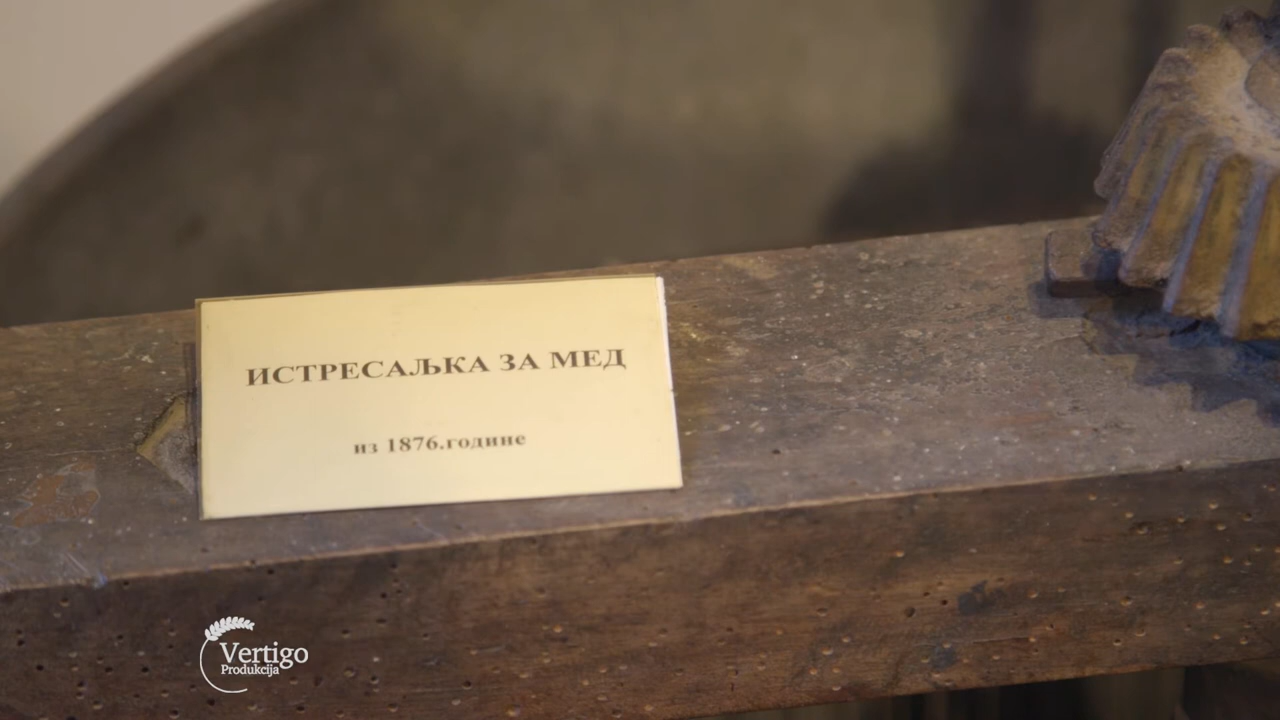 ИСТРЕСАЉКА ЗА МЕД
из 1876.године
Vertigo
Produkcija